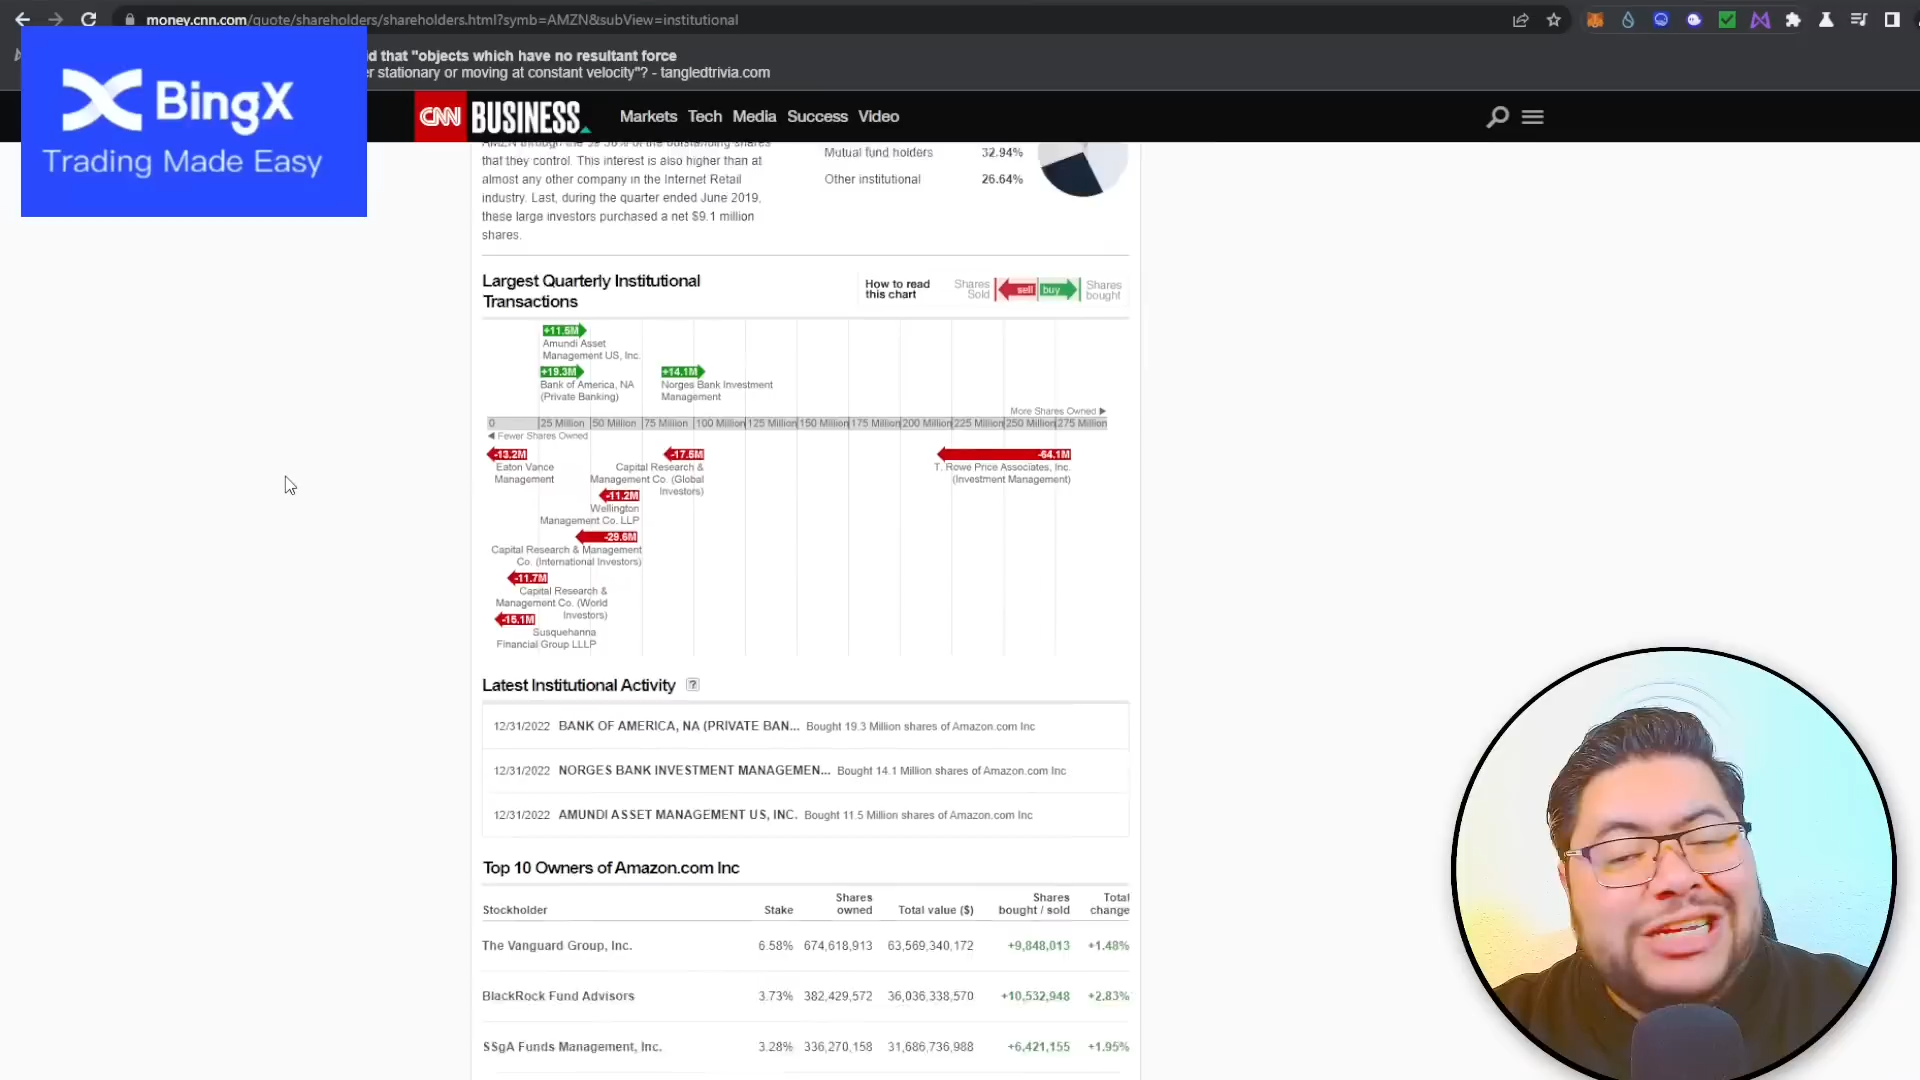 money.cnn.com/quote/shareholders/shareholders.html?symb=AMZN&subView=institutional
id that "objects which have no resultant force
er stationary or moving at constant velocity"? - tangledtrivia.com
BingX
Trading Made Easy
CNN BUSINESS
Markets Tech Media Success Video
that they control. This interest is also higher than at
almost any other company in the Internet Retail
industry. Last, during the quarter ended June 2019,
these large investors purchased a net $9.1 million
shares.
Mutual fund holders 32.94%
Other institutional 26.64%
Largest Quarterly Institutional
Transactions
How to read
this chart
Shares
Sold
sell
buy
Shares
bought
+11.5M
Amundi Asset
Management US, Inc.
+19.3M
Bank of America, NA
(Private Banking)
+14.1M
Norges Bank Investment
Management
More Shares Owned ▶
0 25 Million 50 Million 75 Million 100 Million 125 Million 150 Million 175 Million 200 Million 225 Million 250 Million 275 Million
◀ Fewer Shares Owned
-13.2M
Eaton Vance
Management
-17.5M
Capital Research &
Management Co. (Global
Investors)
-64.1M
T. Rowe Price Associates, Inc.
(Investment Management)
-11.2M
Wellington
Management Co. LLP
-29.6M
Capital Research & Management
Co. (International Investors)
-11.7M
Capital Research &
Management Co. (World
Investors)
-15.1M
Susquehanna
Financial Group LLLP
Latest Institutional Activity ?
12/31/2022 BANK OF AMERICA, NA (PRIVATE BAN... Bought 19.3 Million shares of Amazon.com Inc
12/31/2022 NORGES BANK INVESTMENT MANAGEMEN... Bought 14.1 Million shares of Amazon.com Inc
12/31/2022 AMUNDI ASSET MANAGEMENT US, INC. Bought 11.5 Million shares of Amazon.com Inc
Top 10 Owners of Amazon.com Inc
Stockholder Stake Shares owned Total value ($) Shares bought / sold Total change
The Vanguard Group, Inc. 6.58% 674,618,913 63,569,340,172 +9,848,013 +1.48%
BlackRock Fund Advisors 3.73% 382,429,572 36,036,338,570 +10,532,948 +2.83%
SSgA Funds Management, Inc. 3.28% 336,270,158 31,686,736,988 +6,421,155 +1.95%